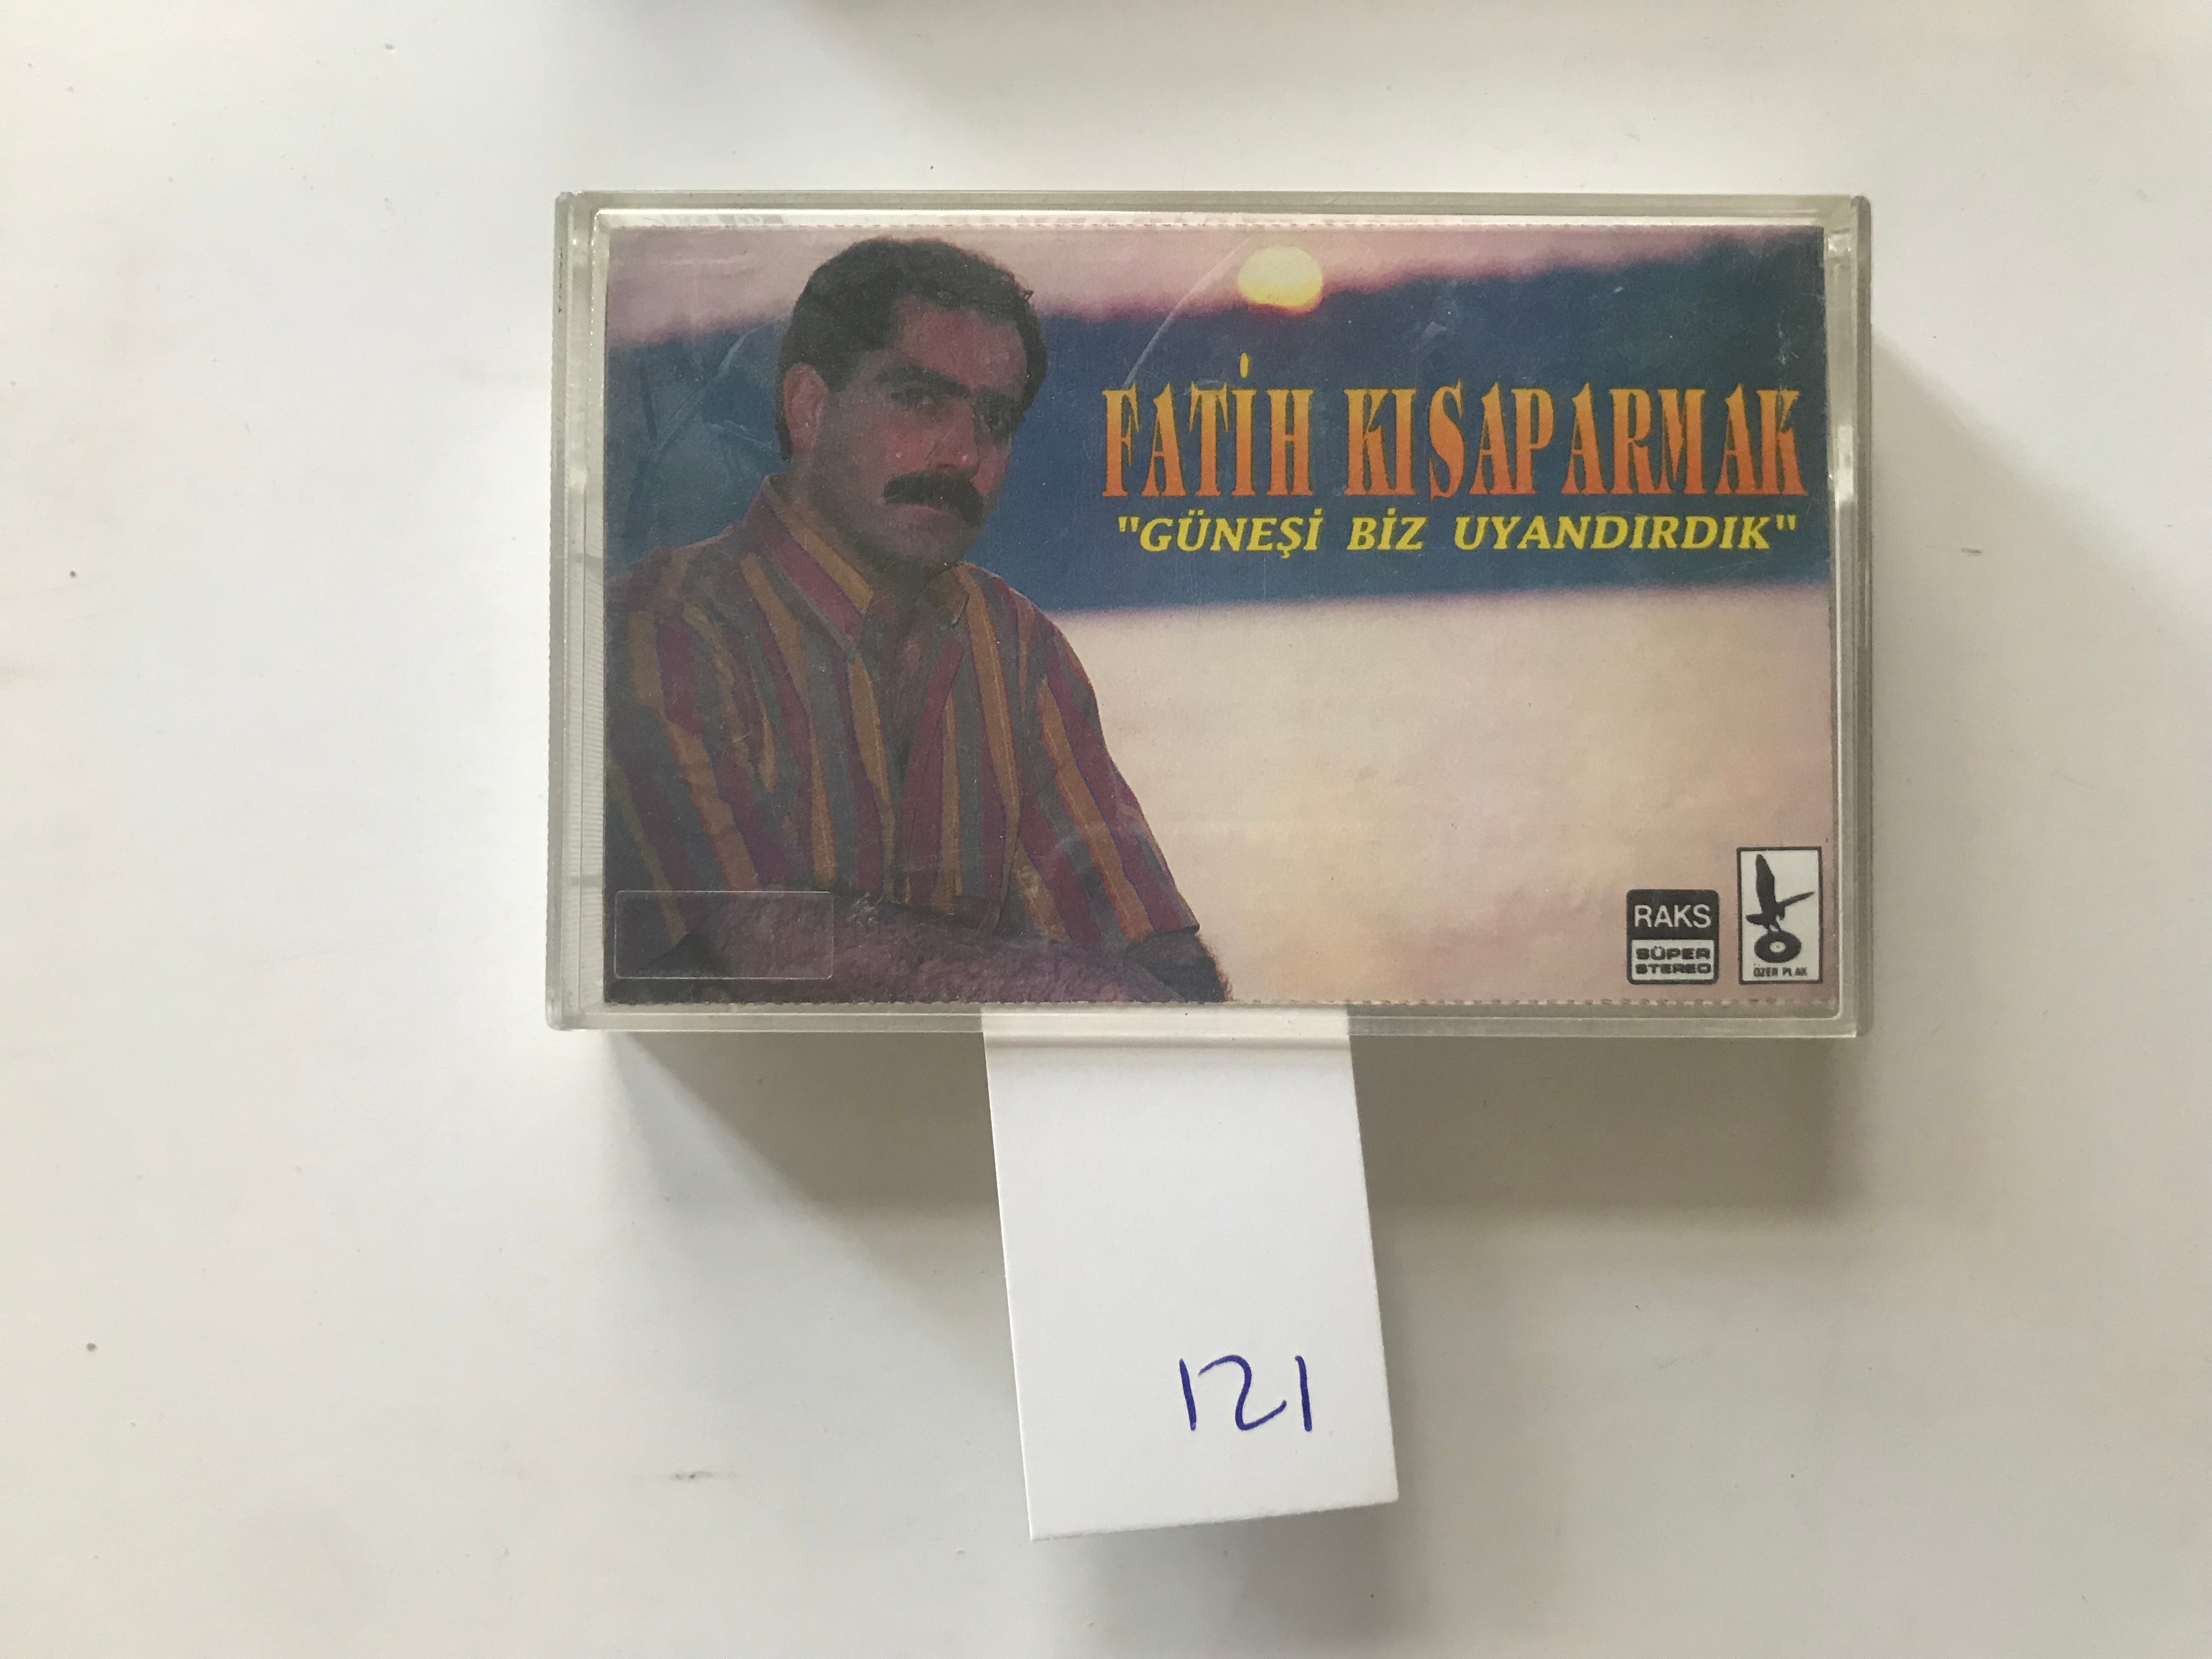 FATİH KISAPARMAK
"GÜNEŞİ BİZ UYANDIRDIK"
RAKS
SÜPER
STEREO
ÖZER PLAK
121